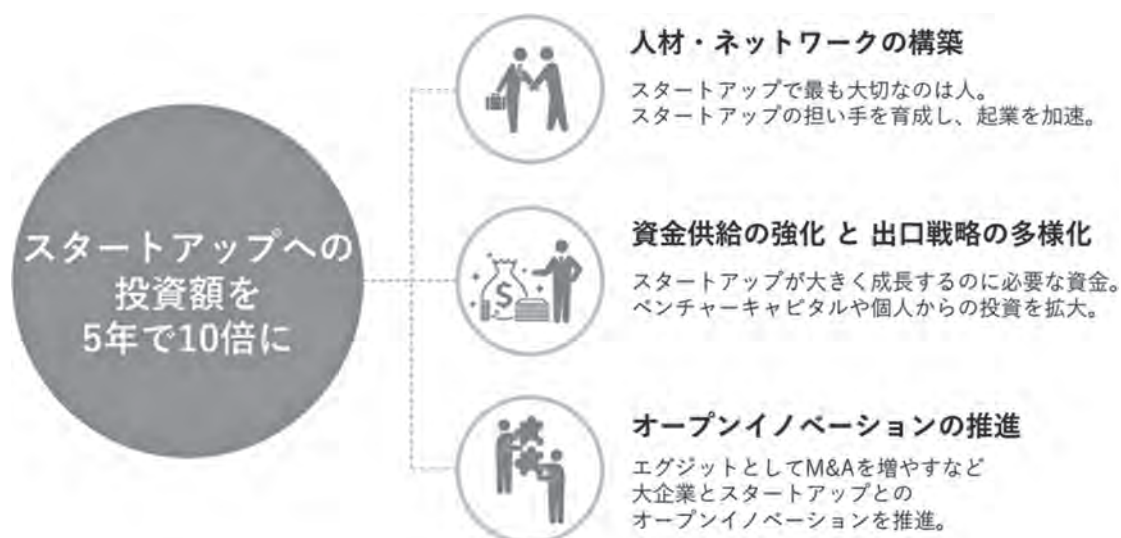 スタートアップへの
投資額を
5年で10倍に
人材・ネットワークの構築
スタートアップで最も大切なのは人。
スタートアップの担い手を育成し、起業を加速。
資金供給の強化 と 出口戦略の多様化
スタートアップが大きく成長するのに必要な資金。
ベンチャーキャピタルや個人からの投資を拡大。
$
オープンイノベーションの推進
エグジットとしてM&Aを増やすなど
大企業とスタートアップとの
オープンイノベーションを推進。